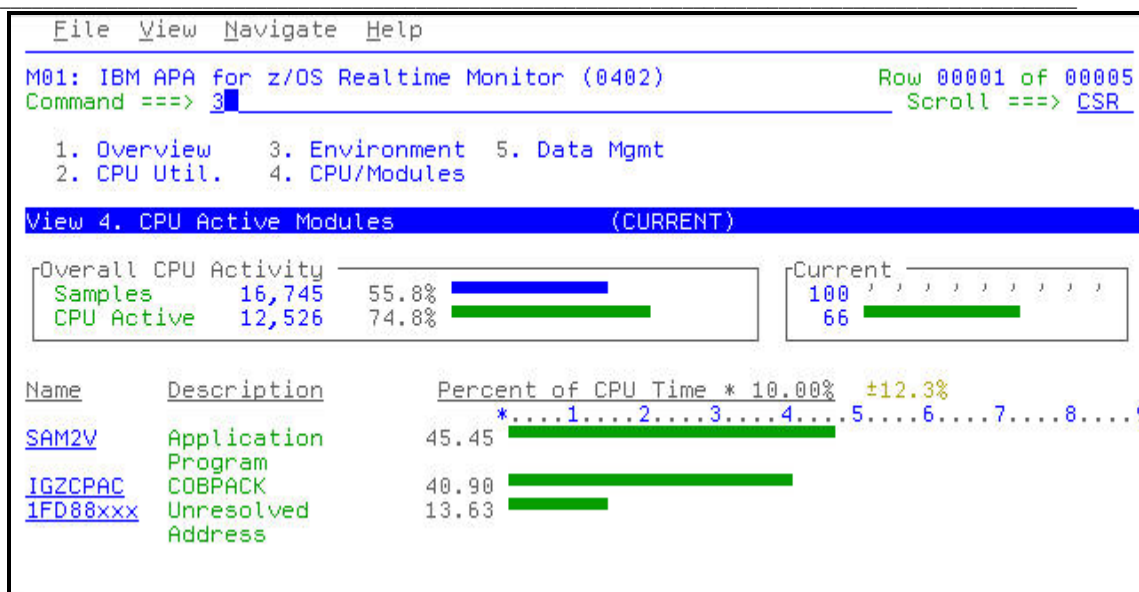 File  View  Navigate  Help
M01: IBM APA for z/OS Realtime Monitor (0402)  Row 00001 of 00005
Command ===> 3  Scroll ===> CSR
1. Overview  3. Environment  5. Data Mgmt
2. CPU Util.  4. CPU/Modules
View 4. CPU Active Modules  (CURRENT)
Overall CPU Activity  Current
Samples  16,745  55.8%  100 , , , , , , , , ,
CPU Active  12,526  74.8%  66
Name  Description  Percent of CPU Time * 10.00%  ±12.3%
*....1....2....3....4....5....6....7....8....9
SAM2V  Application  45.45
Program
IGZCPAC  COBPACK  40.90
1FD88xxx  Unresolved  13.63
Address